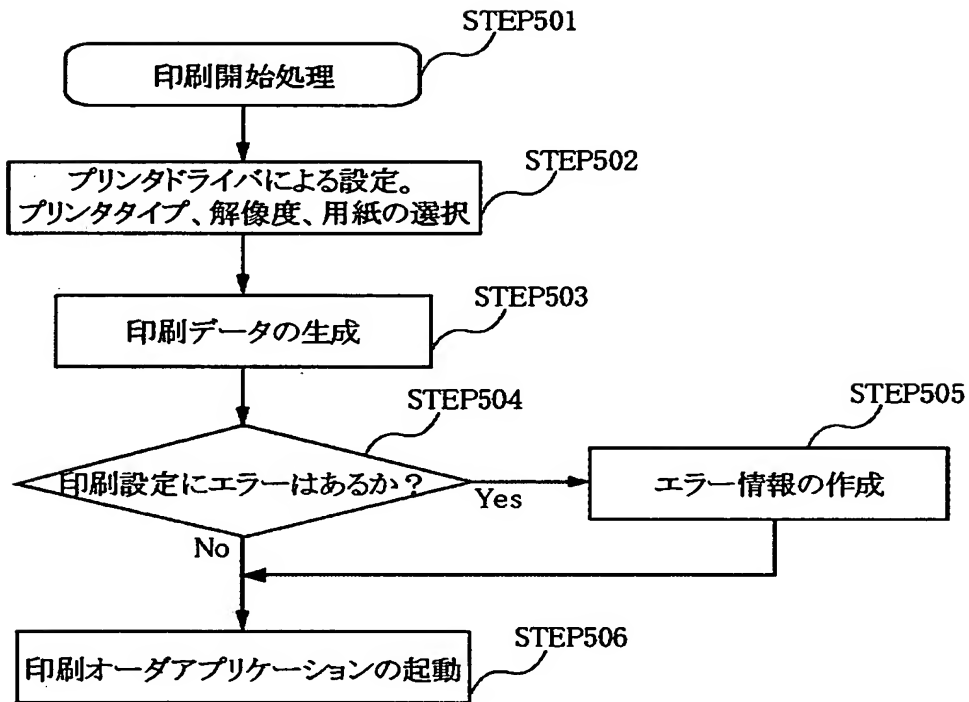 STEP501
印刷開始処理
STEP502
プリンタドライバによる設定。
プリンタタイプ、解像度、用紙の選択
STEP503
印刷データの生成
STEP504
印刷設定にエラーはあるか?
Yes
STEP505
エラー情報の作成
No
STEP506
印刷オーダアプリケーションの起動